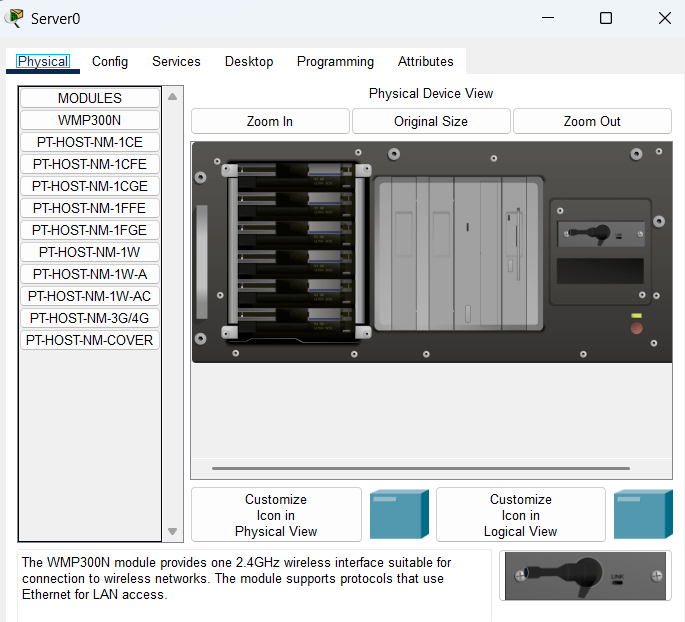 Server0
Physical
Config
Services
Desktop
Programming
Attributes
MODULES
WMP300N
PT-HOST-NM-1CE
PT-HOST-NM-1CFE
PT-HOST-NM-1CGE
PT-HOST-NM-1FFE
PT-HOST-NM-1FGE
PT-HOST-NM-1W
PT-HOST-NM-1W-A
PT-HOST-NM-1W-AC
PT-HOST-NM-3G/4G
PT-HOST-NM-COVER
Physical Device View
Zoom In
Original Size
Zoom Out
Customize
Icon in
Physical View
Customize
Icon in
Logical View
The WMP300N module provides one 2.4GHz wireless interface suitable for
connection to wireless networks. The module supports protocols that use
Ethernet for LAN access.
LINK